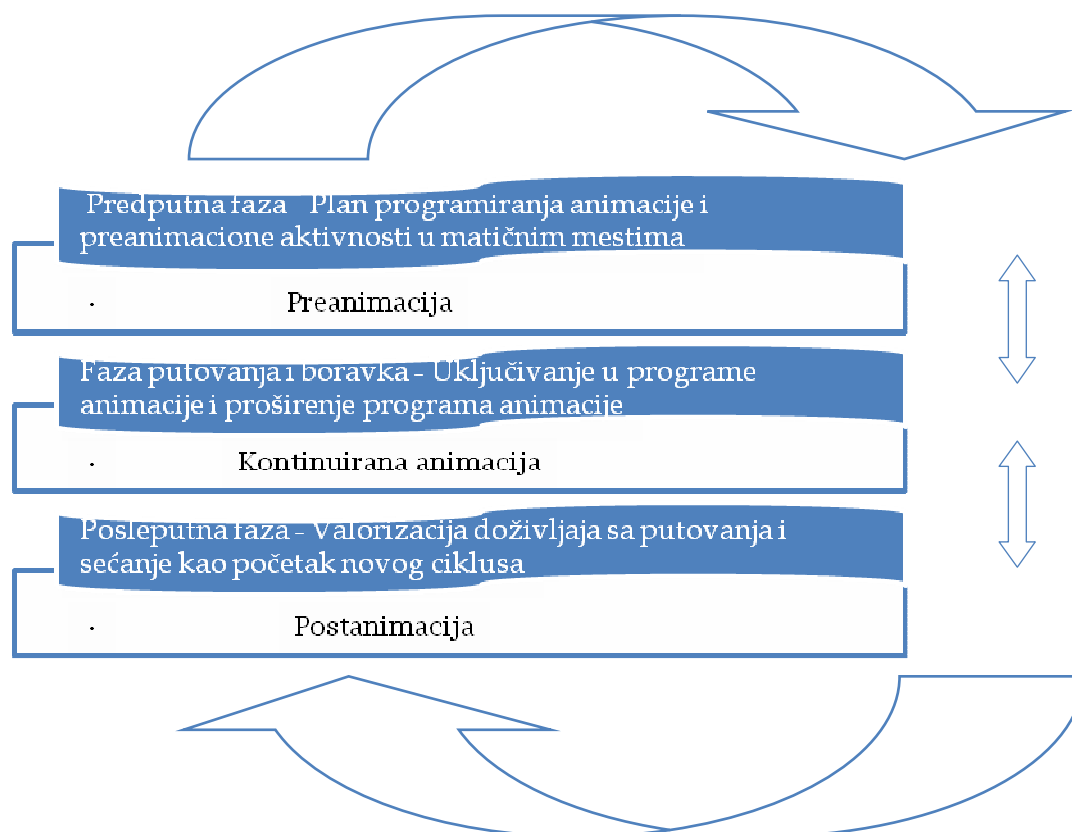 Predputna faza   Plan programiranja animacije i
preanimacione aktivnosti u matičnim mestima
· Preanimacija
Faza putovanja i boravka - Uključivanje u programe
animacije i proširenje programa animacije
· Kontinuirana animacija
Posleputna faza - Valorizacija doživljaja sa putovanja i
sećanje kao početak novog ciklusa
· Postanimacija